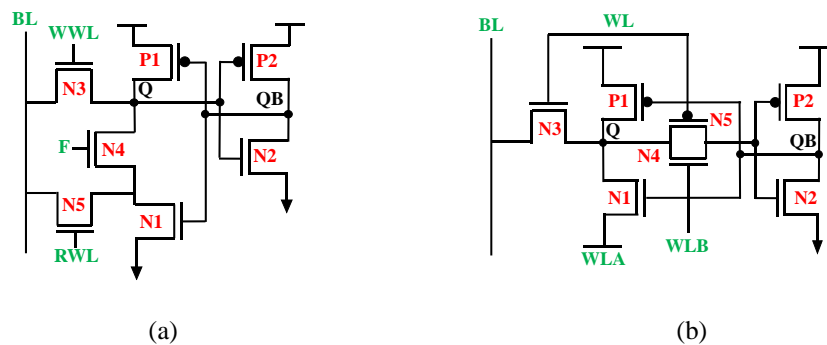 BL
WWL
P1
P2
N3
Q
QB
F
N4
N2
N5
N1
RWL
(a)
BL
WL
P1
P2
N3
Q
N5
N4
QB
N1
N2
WLA
WLB
(b)